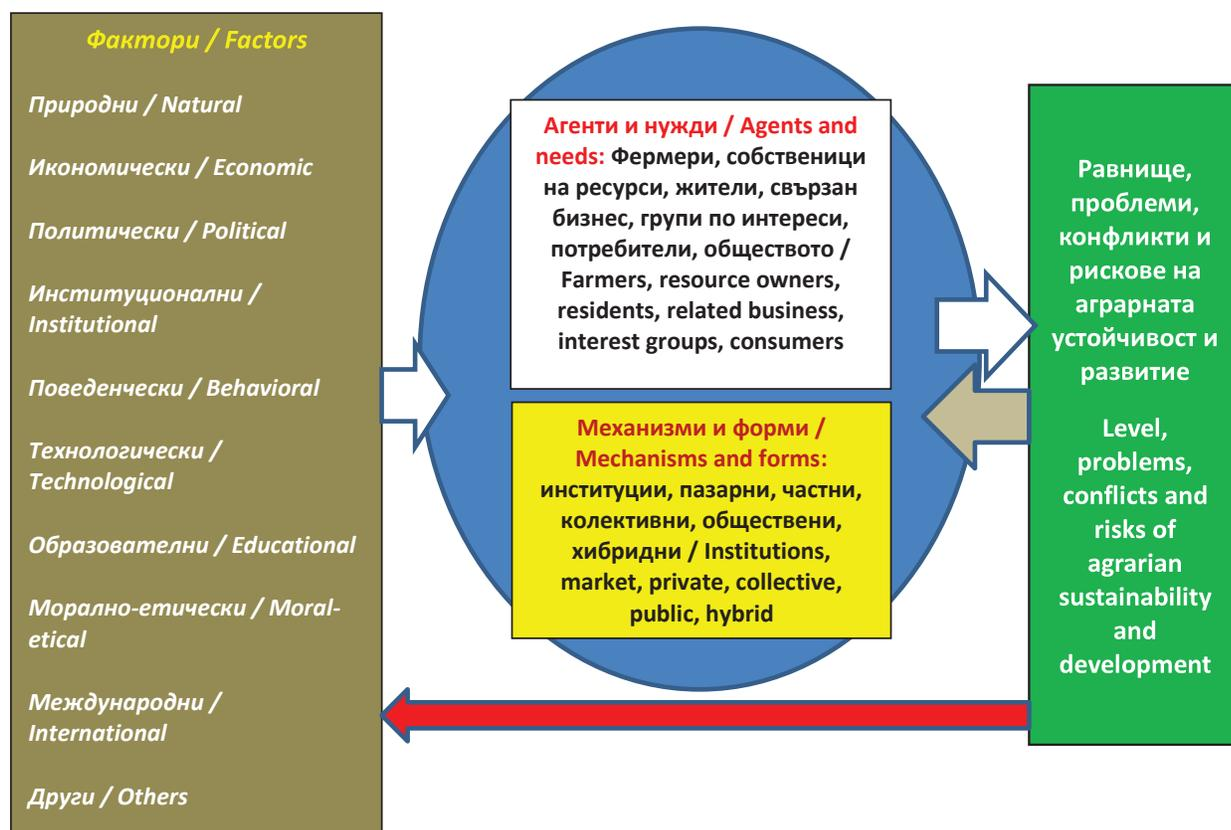 Фактори / Factors
Природни / Natural
Икономически / Economic
Политически / Political
Институционални /
Institutional
Поведенчески / Behavioral
Технологически /
Technological
Образователни / Educational
Морално-етически / Moral-
etical
Международни /
International
Други / Others
Агенти и нужди / Agents and
needs: Фермери, собственици
на ресурси, жители, свързан
бизнес, групи по интереси,
потребители, обществото /
Farmers, resource owners,
residents, related business,
interest groups, consumers
Механизми и форми /
Mechanisms and forms:
институции, пазарни, частни,
колективни, обществени,
хибридни / Institutions,
market, private, collective,
public, hybrid
Равнище,
проблеми,
конфликти и
рискове на
аграрната
устойчивост и
развитие
Level,
problems,
conflicts and
risks of
agrarian
sustainability
and
development